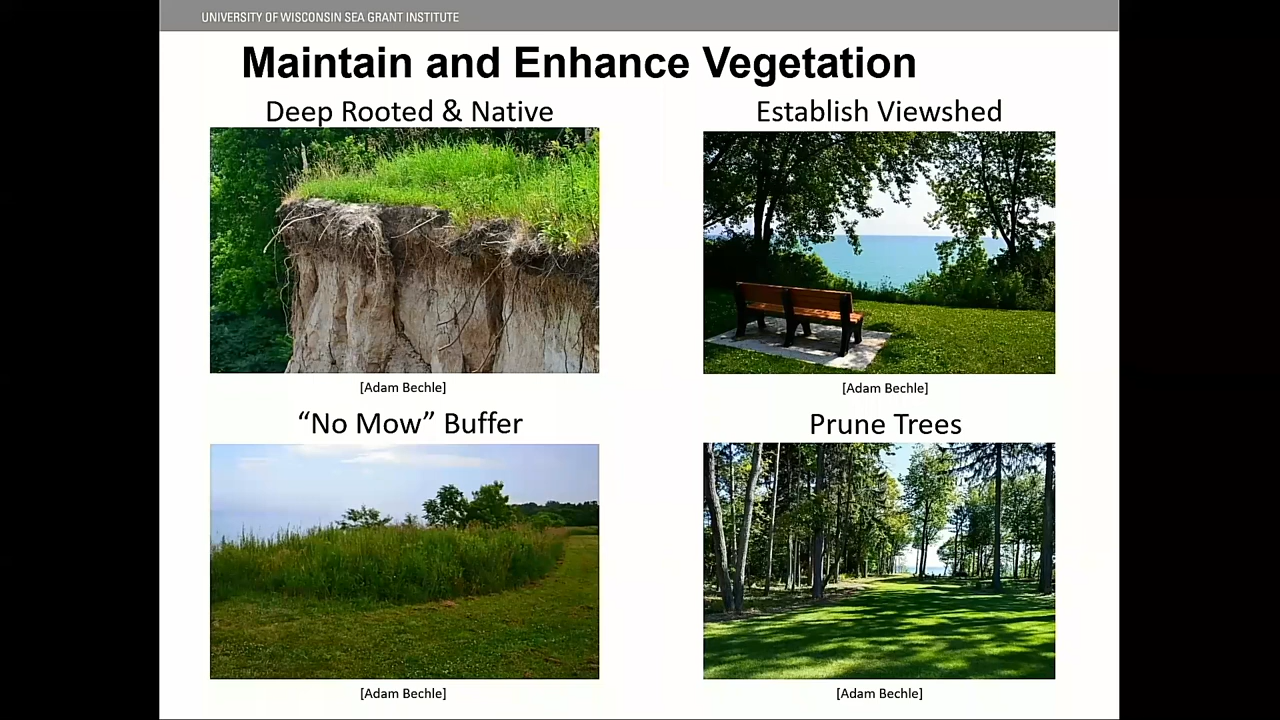 UNIVERSITY OF WISCONSIN SEA GRANT INSTITUTE
Maintain and Enhance Vegetation
Deep Rooted & Native
Establish Viewshed
[Adam Bechle]
[Adam Bechle]
“No Mow” Buffer
Prune Trees
[Adam Bechle]
[Adam Bechle]